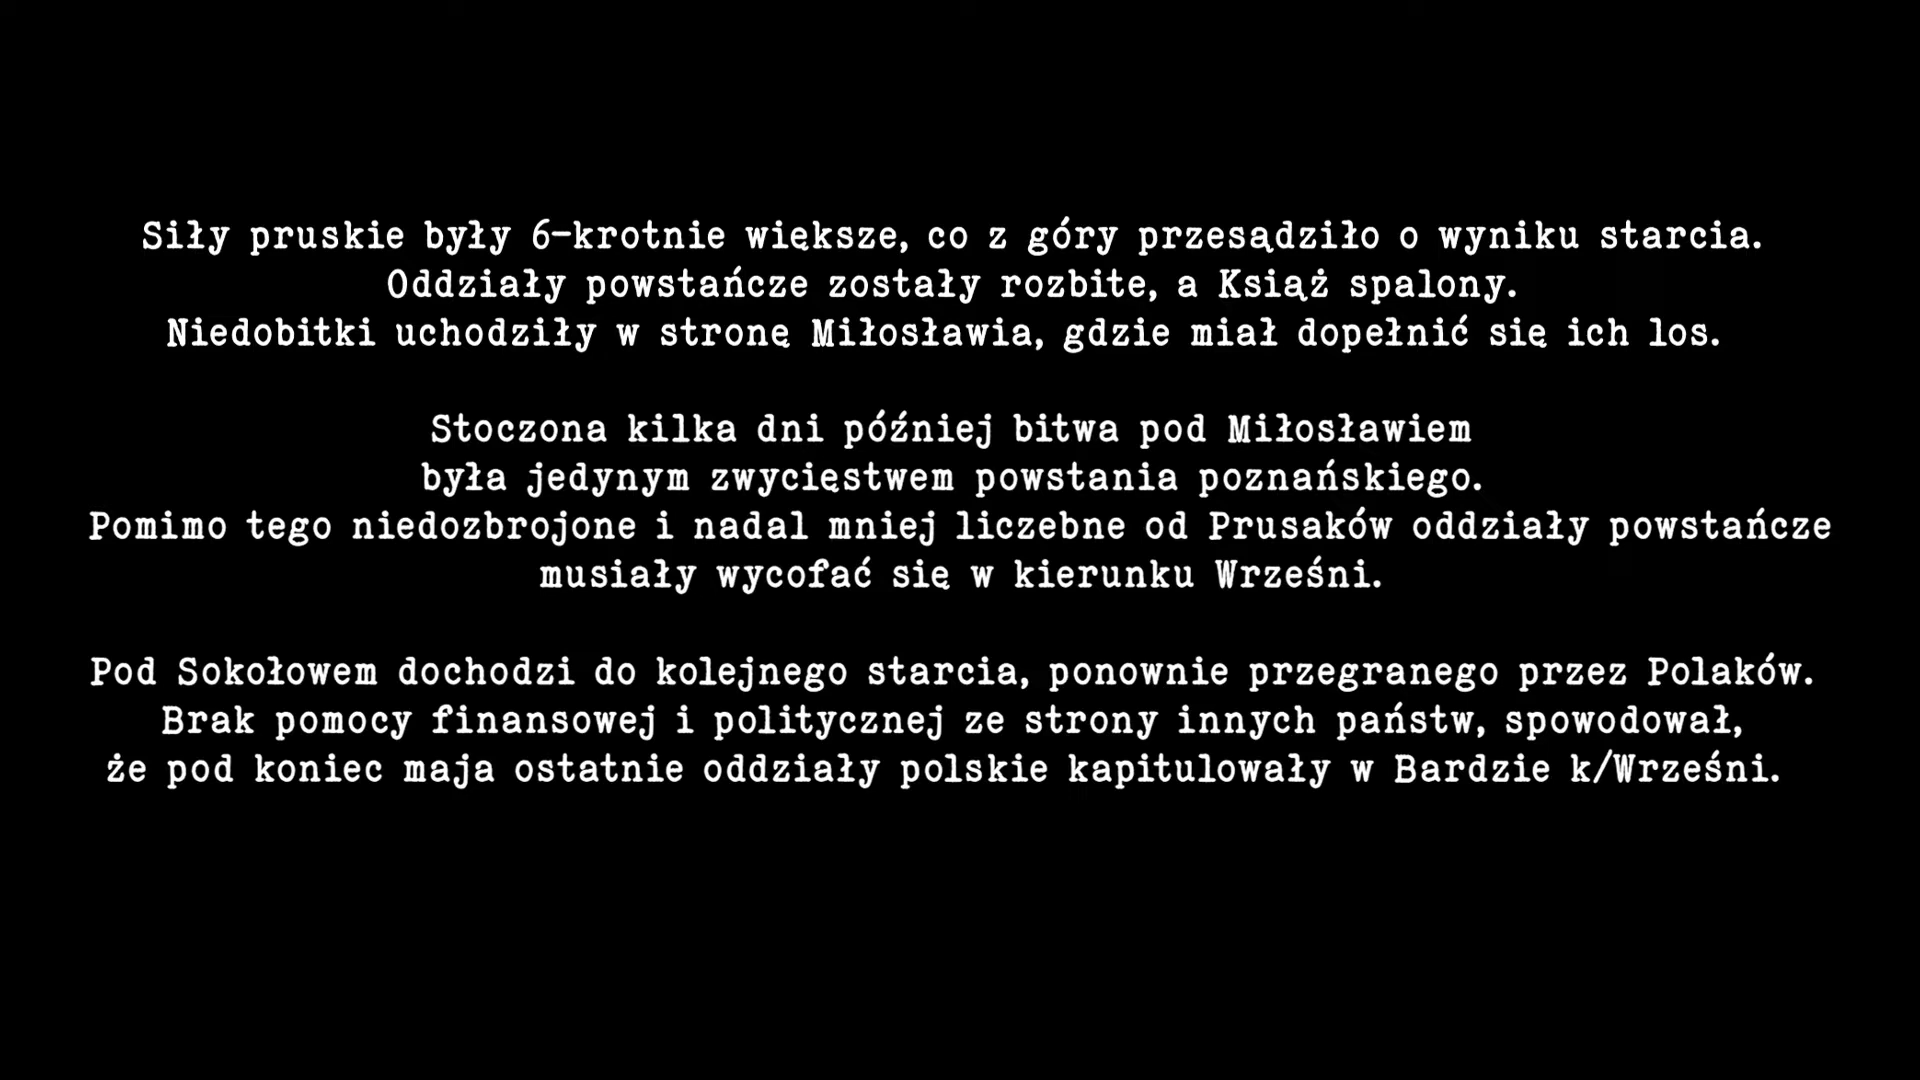 Siły pruskie były 6-krotnie większe, co z góry przesądziło o wyniku starcia.
Oddziały powstańcze zostały rozbite, a Książ spalony.
Niedobitki uchodziły w stronę Miłosławia, gdzie miał dopełnić się ich los.
Stoczona kilka dni później bitwa pod Miłosławiem
była jedynym zwycięstwem powstania poznańskiego.
Pomimo tego niedozbrojone i nadal mniej liczebne od Prusaków oddziały powstańcze
musiały wycofać się w kierunku Wrześni.
Pod Sokołowem dochodzi do kolejnego starcia, ponownie przegranego przez Polaków.
Brak pomocy finansowej i politycznej ze strony innych państw, spowodował,
że pod koniec maja ostatnie oddziały polskie kapitulowały w Bardzie k/Wrześni.